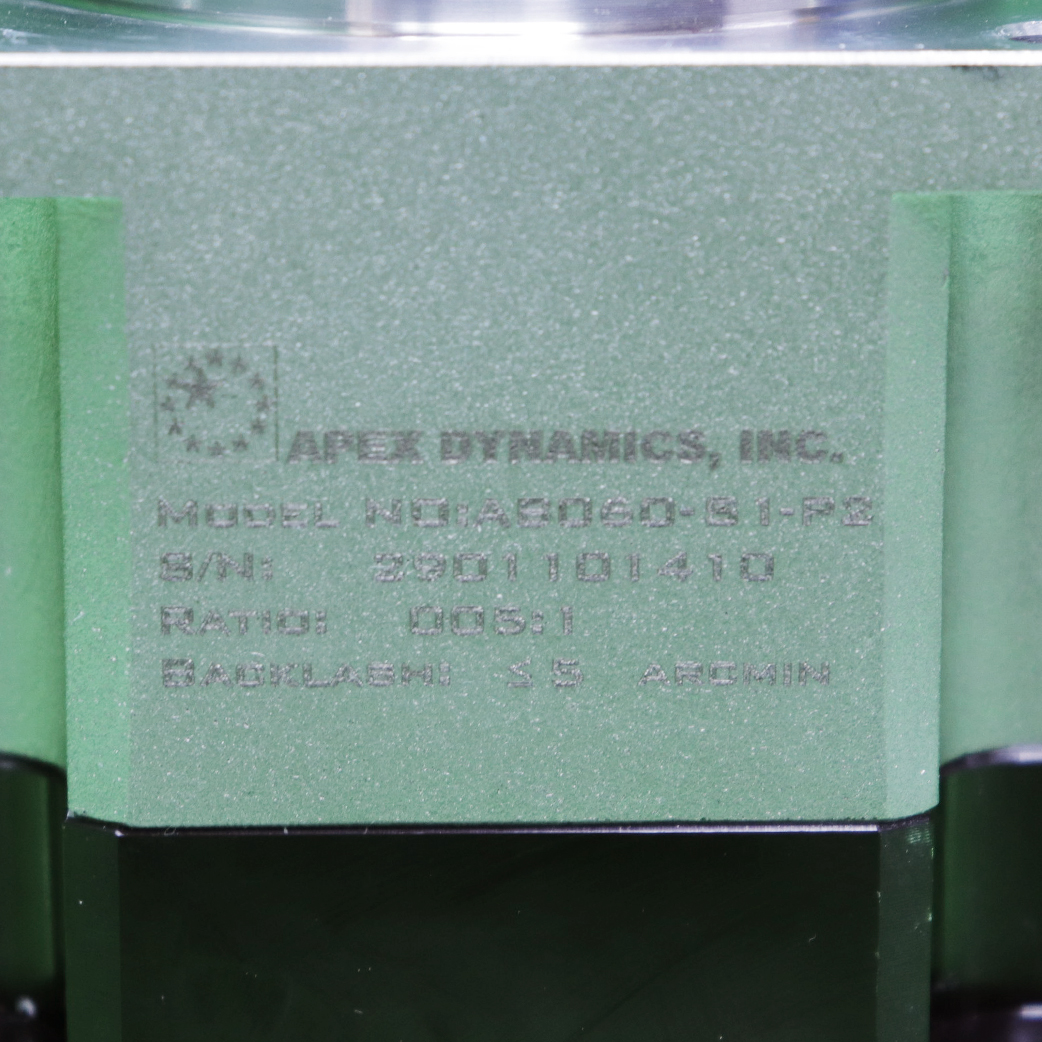 APEX DYNAMICS, INC.
MODEL NO:AB060-S1-P2
S/N: 2901101410
RATIO: 005:1
BACKLASH: ≤ 5 ARCMIN